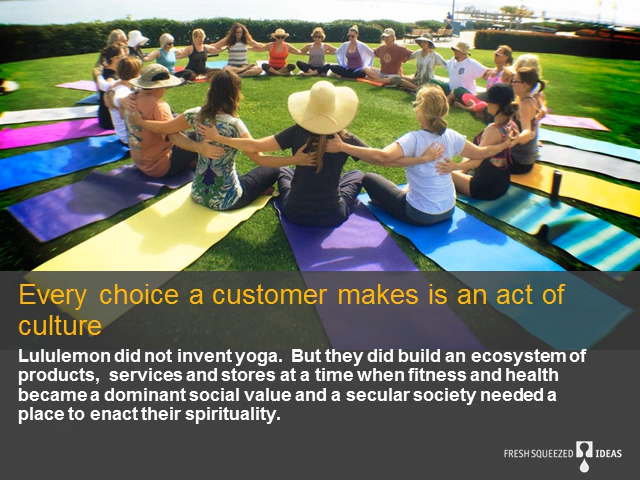 Every choice a customer makes is an act of
culture
Lululemon did not invent yoga.  But they did build an ecosystem of
products,  services and stores at a time when fitness and health
became a dominant social value and a secular society needed a
place to enact their spirituality.
FRESH SQUEEZED IDEAS